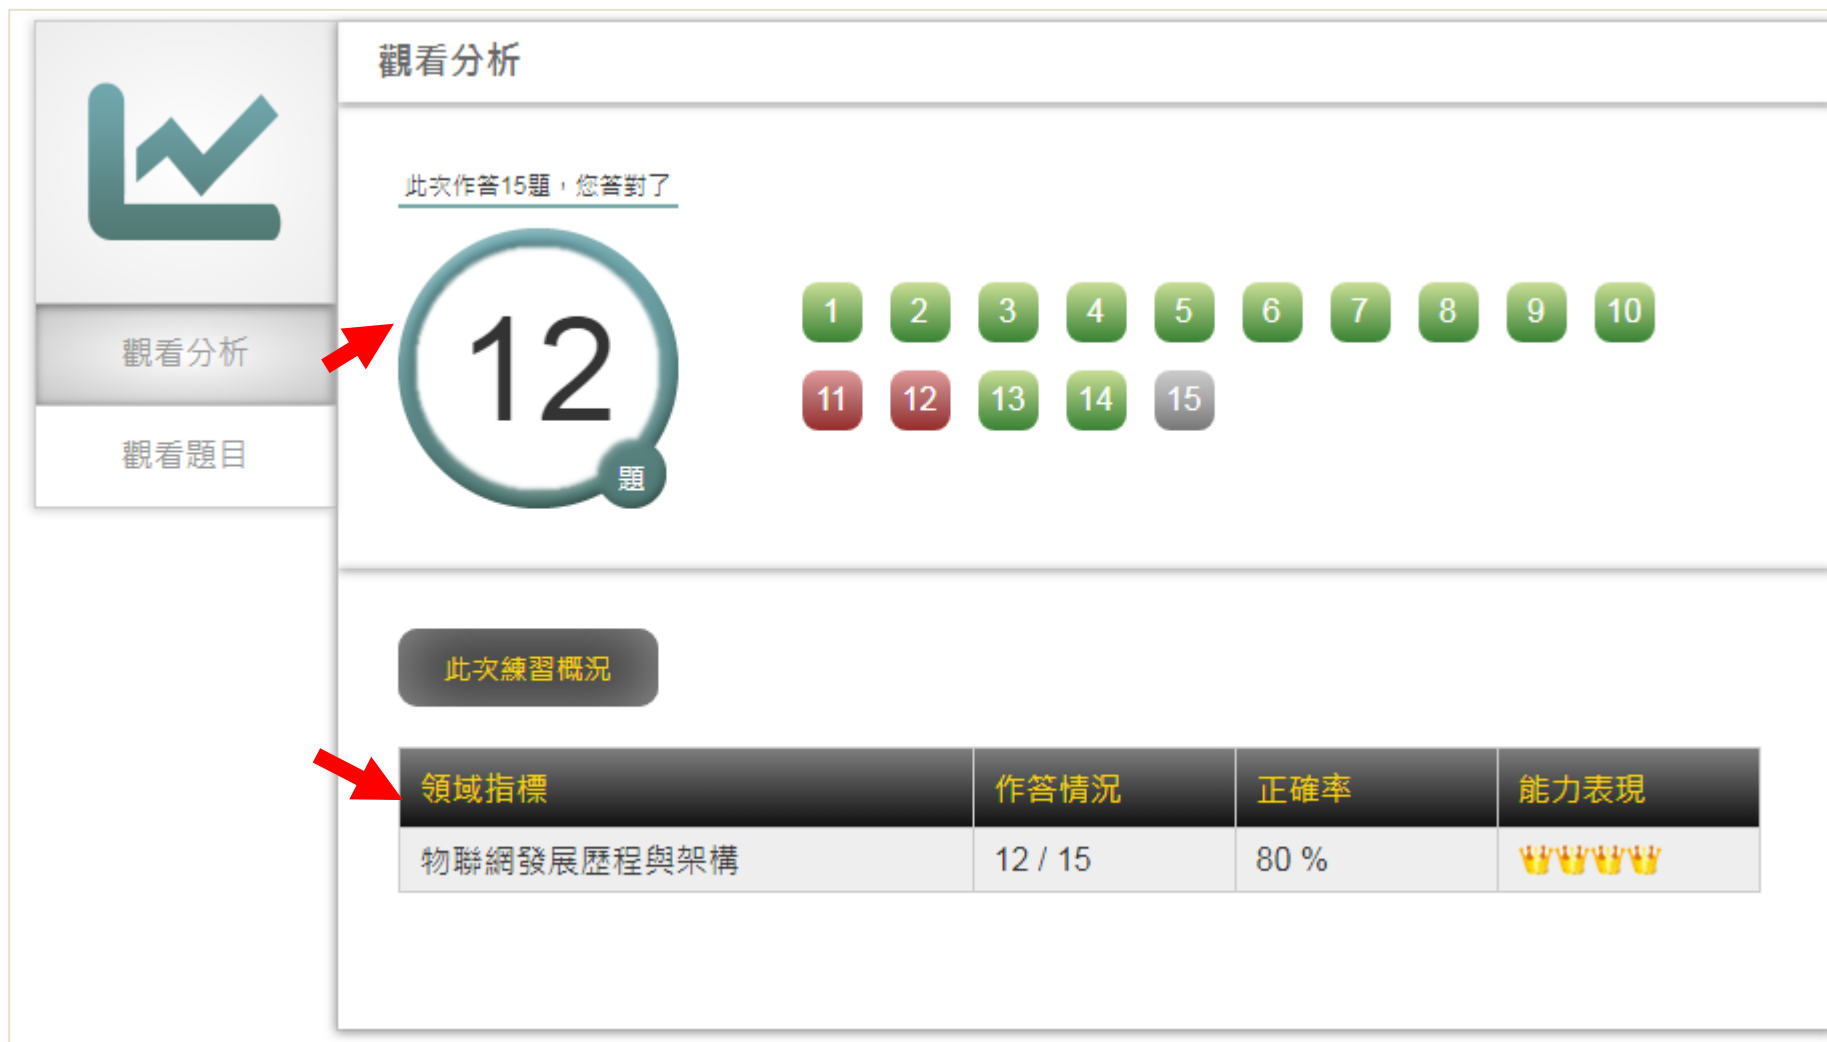 觀看分析
觀看分析
觀看題目
此次作答15題，您答對了
12
題
1 2 3 4 5 6 7 8 9 10
11 12 13 14 15
此次練習概況
領域指標 作答情況 正確率 能力表現
物聯網發展歷程與架構 12 / 15 80 %